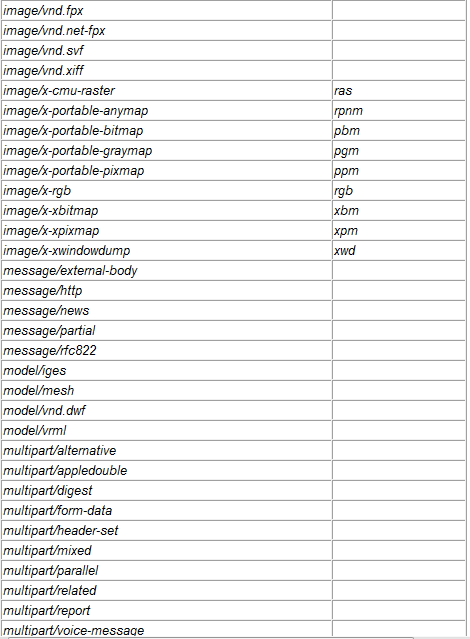 image/vnd.fpx
image/vnd.net-fpx
image/vnd.svf
image/vnd.xiff
image/x-cmu-raster ras
image/x-portable-anymap rpnm
image/x-portable-bitmap pbm
image/x-portable-graymap pgm
image/x-portable-pixmap ppm
image/x-rgb rgb
image/x-xbitmap xbm
image/x-xpixmap xpm
image/x-xwindowdump xwd
message/external-body
message/http
message/news
message/partial
message/rfc822
model/iges
model/mesh
model/vnd.dwf
model/vrml
multipart/alternative
multipart/appledouble
multipart/digest
multipart/form-data
multipart/header-set
multipart/mixed
multipart/parallel
multipart/related
multipart/report
multipart/voice-message